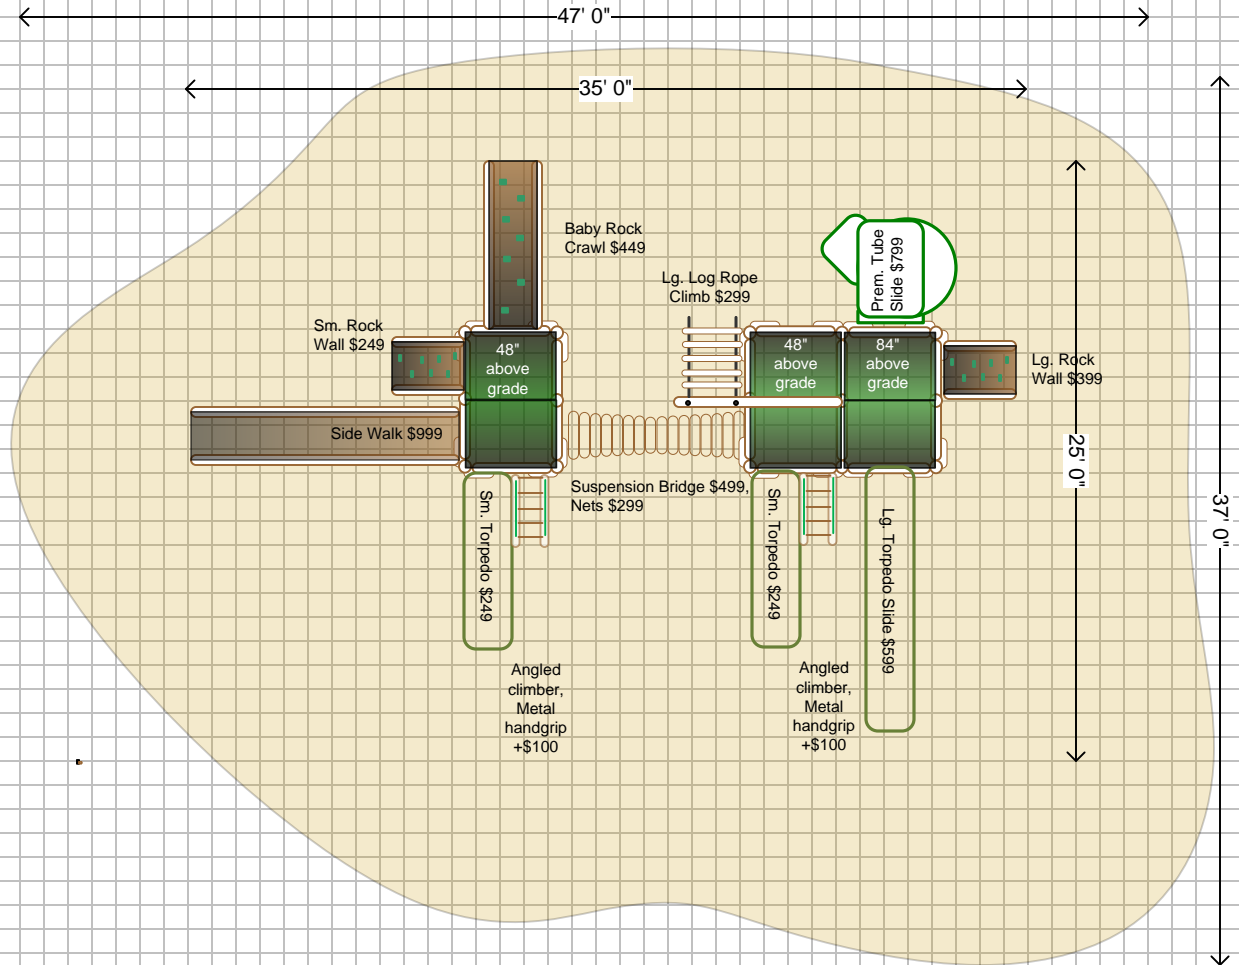 47' 0"
35' 0"
Baby Rock
Crawl $449
Prem. Tube
Slide $799
Lg. Log Rope
Climb $299
Sm. Rock
Wall $249
48"
above
grade
48"
above
grade
84"
above
grade
Lg. Rock
Wall $399
Side Walk $999
25' 0"
37' 0"
Suspension Bridge $499,
Nets $299
Sm. Torpedo $249
Sm. Torpedo $249
Lg. Torpedo Slide $599
Angled
climber,
Metal
handgrip
+$100
Angled
climber,
Metal
handgrip
+$100